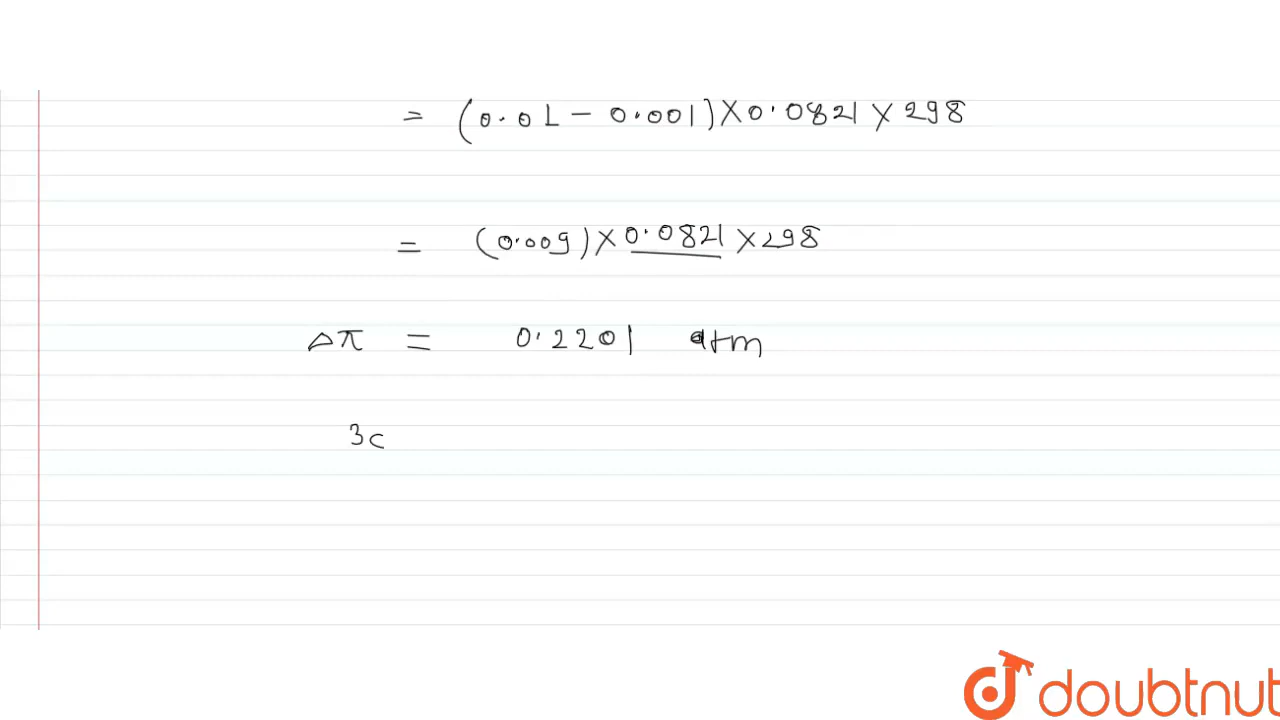 = (0.01 - 0.001) × 0.0821 × 298
= (0.009) × 0.0821 × 298
Δπ = 0.2201 atm
3c
doubtnut